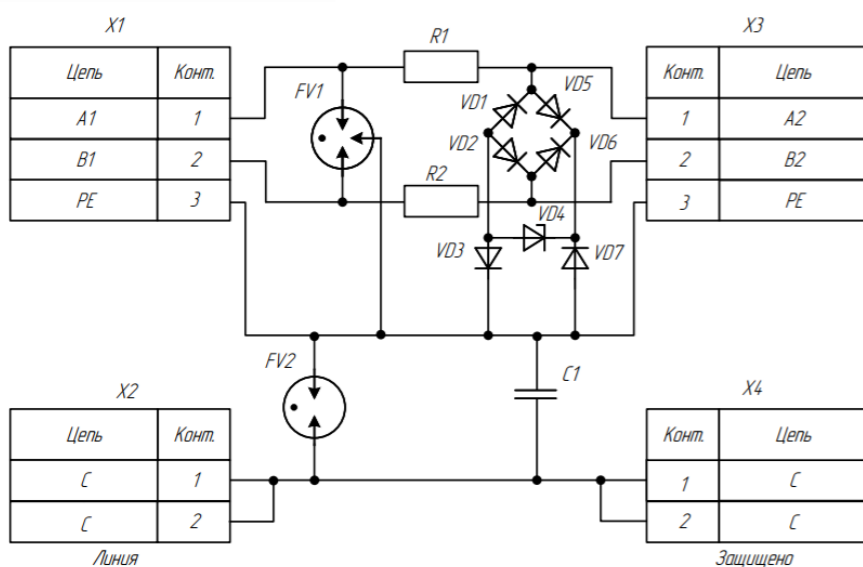 X1
Цепь Конт.
A1 1
B1 2
PE 3
FV1
R1
R2
VD1
VD5
VD2
VD6
VD4
VD3
VD7
X3
Конт. Цепь
1 A2
2 B2
3 PE
FV2
C1
X2
Цепь Конт.
C 1
C 2
Линия
X4
Конт. Цепь
1 C
2 C
Защищено